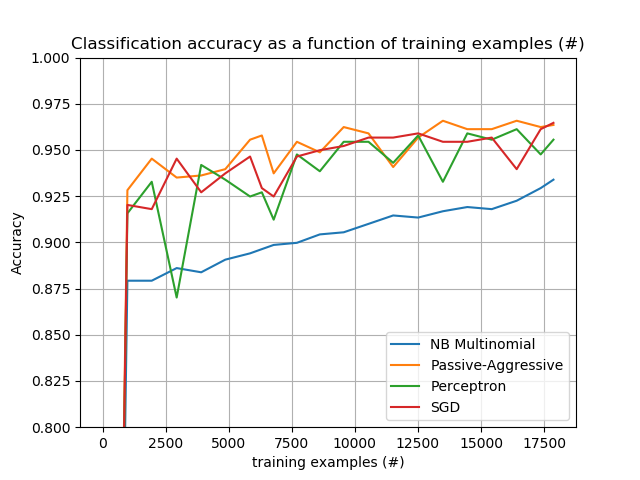 Classification accuracy as a function of training examples (#)
1.000
0.975
0.950
0.925
0.900
0.875
0.850
0.825
0.800
Accuracy
NB Multinomial
Passive-Aggressive
Perceptron
SGD
0 2500 5000 7500 10000 12500 15000 17500
training examples (#)